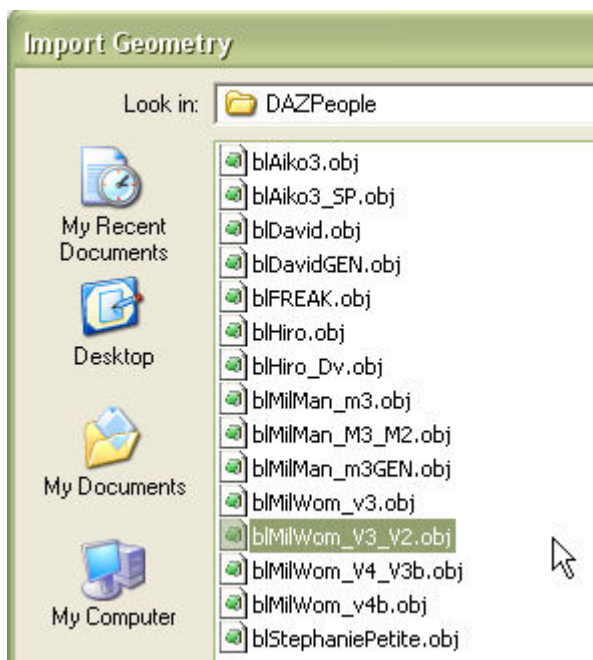 Import Geometry
Look in:
DAZPeople
My Recent
Documents
Desktop
My Documents
My Computer
blAiko3.obj
blAiko3_SP.obj
blDavid.obj
blDavidGEN.obj
blFREAK.obj
blHiro.obj
blHiro_Dv.obj
blMilMan_m3.obj
blMilMan_M3_M2.obj
blMilMan_m3GEN.obj
blMilWom_v3.obj
blMilWom_V3_V2.obj
blMilWom_V4_V3b.obj
blMilWom_v4b.obj
blStephaniePetite.obj